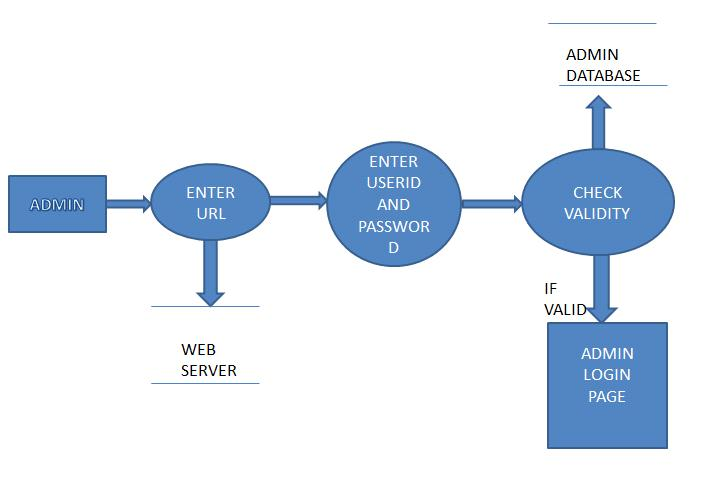 ADMIN
ENTER
URL
WEB
SERVER
ENTER
USERID
AND
PASSWOR
D
CHECK
VALIDITY
ADMIN
DATABASE
IF
VALID
ADMIN
LOGIN
PAGE